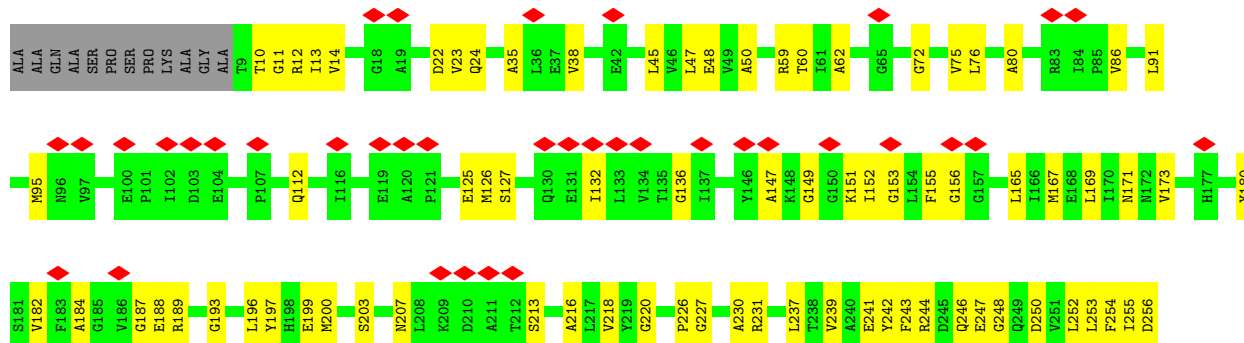 ALA ALA GLN ALA SER PRO SER PRO LYS ALA GLY ALA T9 T10 G11 R12 I13 V14 G18 A19 D22 V23 Q24 A35 L36 E37 V38 E42 L45 V46 L47 E48 V49 A50 R59 T60 I61 A62 G65 G72 V75 L76 A80 R83 I84 P85 V86 L91
M95 N96 V97 E100 P101 I102 D103 E104 P107 Q112 I116 E119 A120 P121 E125 M126 S127 Q130 E131 I132 L133 V134 T135 G136 I137 Y146 A147 K148 G149 G150 K151 I152 G153 L154 F155 G156 G157 L165 I166 M167 E168 L169 I170 N171 N172 V173 H177
S181 V182 F183 A184 G185 V186 G187 E188 R189 G193 L196 Y197 H198 E199 M200 S203 N207 L208 K209 D210 A211 T212 S213 A216 L217 V218 Y219 G220 P226 G227 A230 R231 L237 T238 V239 A240 E241 Y242 F243 R244 D245 Q246 E247 G248 Q249 D250 V251 L252 L253 F254 I255 D256